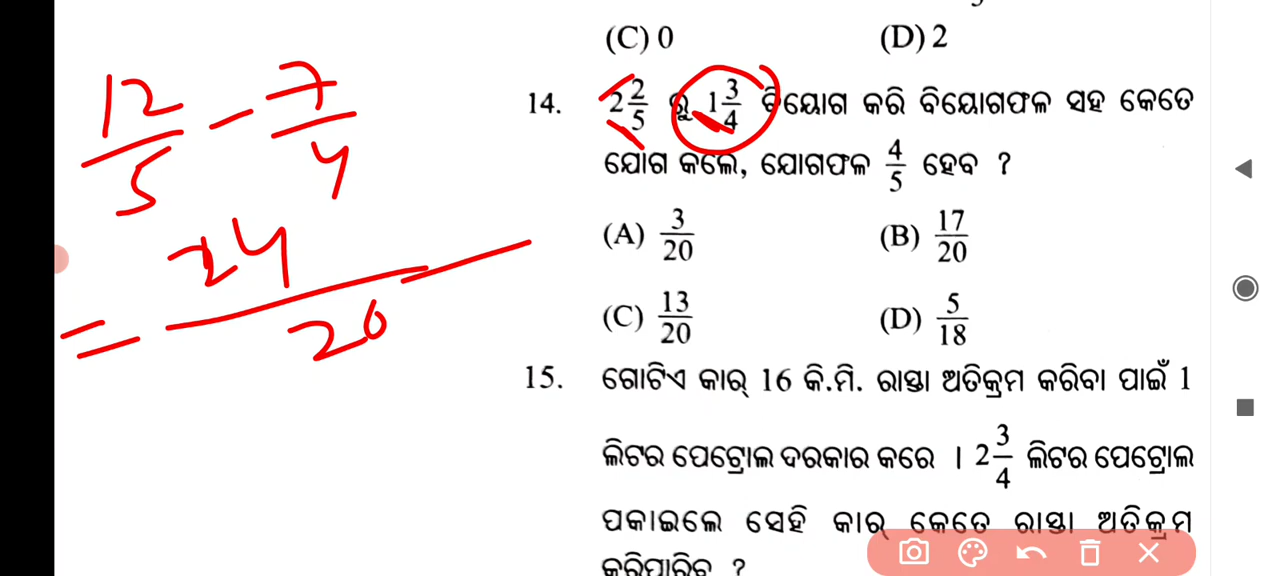 (C) 0 (D) 2
14. 2 2/5 ରୁ 1 3/4 ବିୟୋଗ କରି ବିୟୋଗଫଳ ସହ କେତେ
ଯୋଗ କଲେ, ଯୋଗଫଳ 4/5 ହେବ ?
(A) 3/20 (B) 17/20
(C) 13/20 (D) 5/18
15. ଗୋଟିଏ କାର୍ 16 କି.ମି. ରାସ୍ତା ଅତିକ୍ରମ କରିବା ପାଇଁ 1
ଲିଟର ପେଟ୍ରୋଲ ଦରକାର କରେ । 2 3/4 ଲିଟର ପେଟ୍ରୋଲ
ପକାଇଲେ ସେହି କାର୍ କେତେ ରାସ୍ତା ଅତିକ୍ରମ
କରିପାରିବ ?
12/5 - 7/4
= 24/20